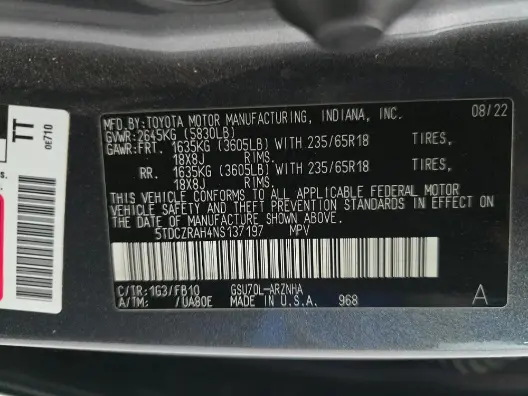 MFD.BY:TOYOTA MOTOR MANUFACTURING, INDIANA, INC. 08/22
GVWR:2645KG (5830LB)
GAWR:FRT. 1635KG (3605LB) WITH 235/65R18 TIRES,
18X8J RIMS.
RR. 1635KG (3605LB) WITH 235/65R18 TIRES,
18X8J RIMS.
THIS VEHICLE CONFORMS TO ALL APPLICABLE FEDERAL MOTOR
VEHICLE SAFETY AND THEFT PREVENTION STANDARDS IN EFFECT ON THE
DATE OF MANUFACTURE SHOWN ABOVE.
5TDCZRAH4NS137197 MPV
C/TR:1G3/FB10 GSU70L-ARZNHA
A/TM: /UA80E MADE IN U.S.A. 968 A
TT
0E710
s.